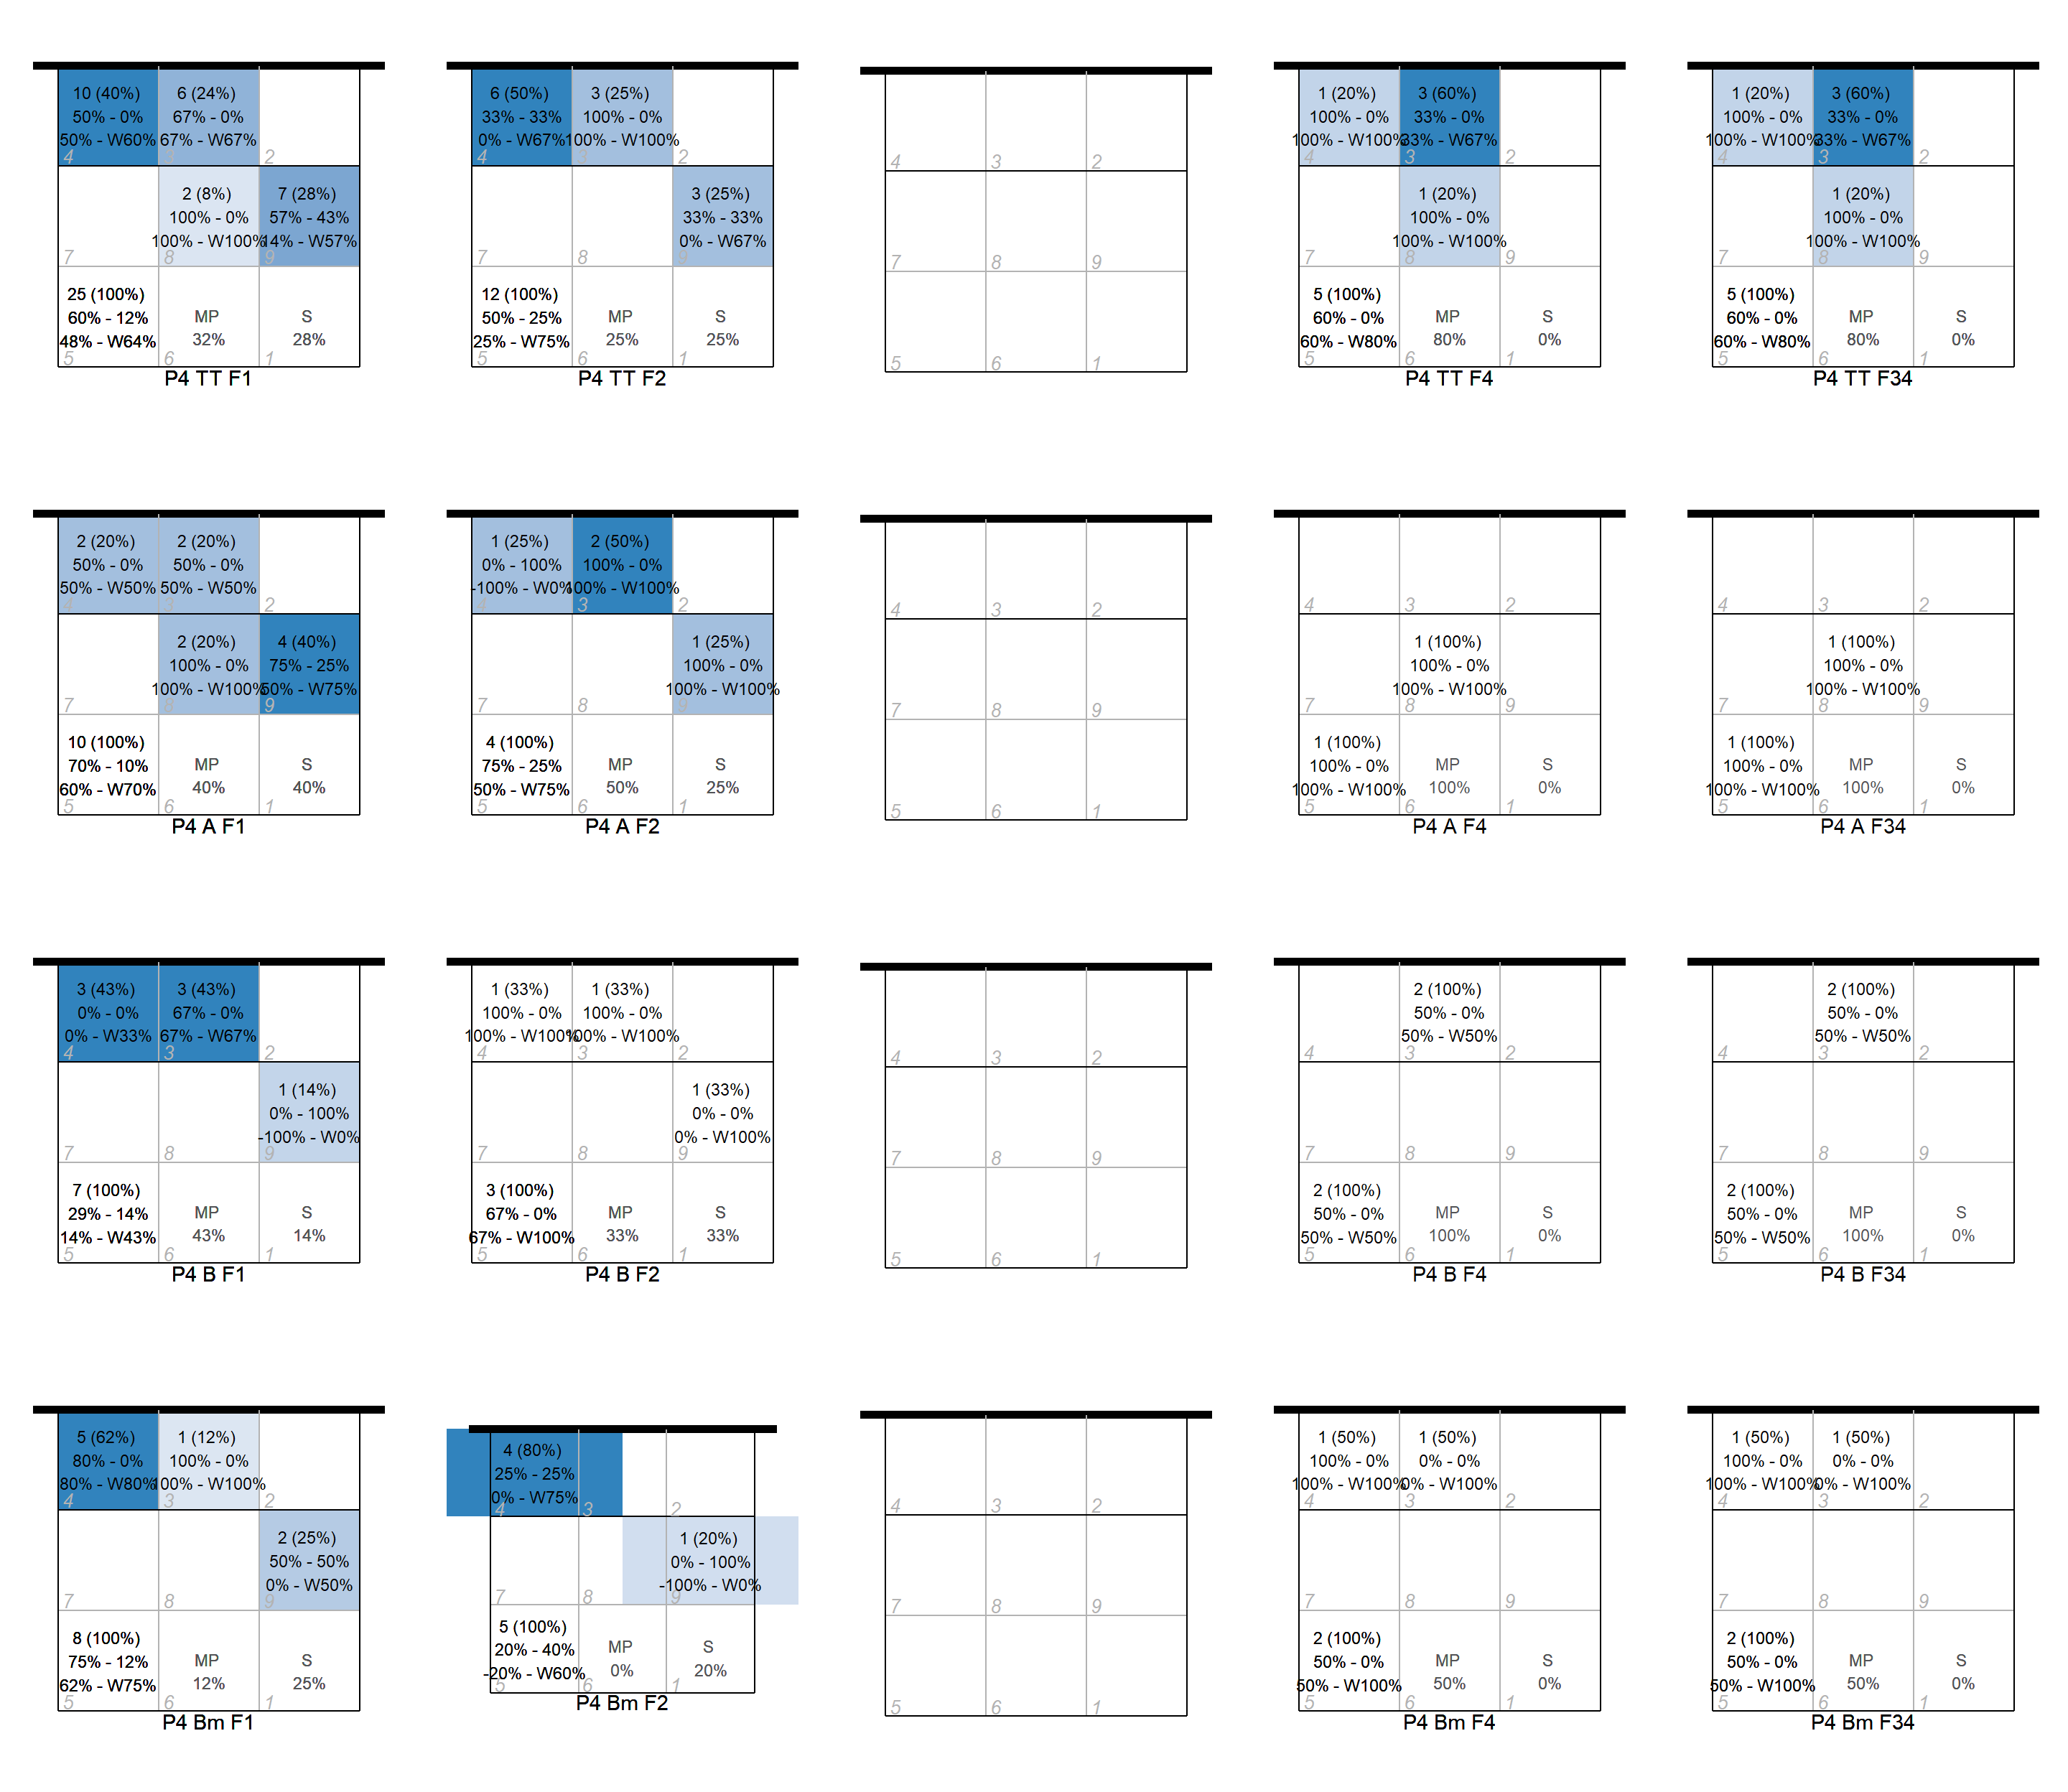 10 (40%)
50% - 0%
50% - W60%
4
6 (24%)
67% - 0%
67% - W67%
3
2
7
2 (8%)
100% - 0%
100% - W100%
8
7 (28%)
57% - 43%
14% - W57%
9
25 (100%)
60% - 12%
48% - W64%
5
MP
32%
6
S
28%
1
P4 TT F1
6 (50%)
33% - 33%
0% - W67%
4
3 (25%)
100% - 0%
100% - W100%
3
2
7
8
3 (25%)
33% - 33%
0% - W67%
9
12 (100%)
50% - 25%
25% - W75%
5
MP
25%
6
S
25%
1
P4 TT F2
4
3
2
7
8
9
5
6
1
1 (20%)
100% - 0%
100% - W100%
4
3 (60%)
33% - 0%
33% - W67%
3
2
7
1 (20%)
100% - 0%
100% - W100%
8
9
5 (100%)
60% - 0%
60% - W80%
5
MP
80%
6
S
0%
1
P4 TT F4
1 (20%)
100% - 0%
100% - W100%
4
3 (60%)
33% - 0%
33% - W67%
3
2
7
1 (20%)
100% - 0%
100% - W100%
8
9
5 (100%)
60% - 0%
60% - W80%
5
MP
80%
6
S
0%
1
P4 TT F34
2 (20%)
50% - 0%
50% - W50%
4
2 (20%)
50% - 0%
50% - W50%
3
2
7
2 (20%)
100% - 0%
100% - W100%
8
4 (40%)
75% - 25%
50% - W75%
9
10 (100%)
70% - 10%
60% - W70%
5
MP
40%
6
S
40%
1
P4 A F1
1 (25%)
0% - 100%
-100% - W0%
4
2 (50%)
100% - 0%
100% - W100%
3
2
7
8
1 (25%)
100% - 0%
100% - W100%
9
4 (100%)
75% - 25%
50% - W75%
5
MP
50%
6
S
25%
1
P4 A F2
4
3
2
7
8
9
5
6
1
4
3
2
7
1 (100%)
100% - 0%
100% - W100%
8
9
1 (100%)
100% - 0%
100% - W100%
5
MP
100%
6
S
0%
1
P4 A F4
4
3
2
7
1 (100%)
100% - 0%
100% - W100%
8
9
1 (100%)
100% - 0%
100% - W100%
5
MP
100%
6
S
0%
1
P4 A F34
3 (43%)
0% - 0%
0% - W33%
4
3 (43%)
67% - 0%
67% - W67%
3
2
7
8
1 (14%)
0% - 100%
-100% - W0%
9
7 (100%)
29% - 14%
14% - W43%
5
MP
43%
6
S
14%
1
P4 B F1
1 (33%)
100% - 0%
100% - W100%
4
1 (33%)
100% - 0%
100% - W100%
3
2
7
8
1 (33%)
0% - 0%
0% - W100%
9
3 (100%)
67% - 0%
67% - W100%
5
MP
33%
6
S
33%
1
P4 B F2
4
3
2
7
8
9
5
6
1
4
2 (100%)
50% - 0%
50% - W50%
3
2
7
8
9
2 (100%)
50% - 0%
50% - W50%
5
MP
100%
6
S
0%
1
P4 B F4
4
2 (100%)
50% - 0%
50% - W50%
3
2
7
8
9
2 (100%)
50% - 0%
50% - W50%
5
MP
100%
6
S
0%
1
P4 B F34
5 (62%)
80% - 0%
80% - W80%
4
1 (12%)
100% - 0%
100% - W100%
3
2
7
8
2 (25%)
50% - 50%
0% - W50%
9
8 (100%)
75% - 12%
62% - W75%
5
MP
12%
6
S
25%
1
P4 Bm F1
4 (80%)
25% - 25%
0% - W75%
4
3
2
7
8
1 (20%)
0% - 100%
-100% - W0%
9
5 (100%)
20% - 40%
-20% - W60%
5
MP
0%
6
S
20%
1
P4 Bm F2
4
3
2
7
8
9
5
6
1
1 (50%)
100% - 0%
100% - W100%
4
1 (50%)
0% - 0%
0% - W100%
3
2
7
8
9
2 (100%)
50% - 0%
50% - W100%
5
MP
50%
6
S
0%
1
P4 Bm F4
1 (50%)
100% - 0%
100% - W100%
4
1 (50%)
0% - 0%
0% - W100%
3
2
7
8
9
2 (100%)
50% - 0%
50% - W100%
5
MP
50%
6
S
0%
1
P4 Bm F34